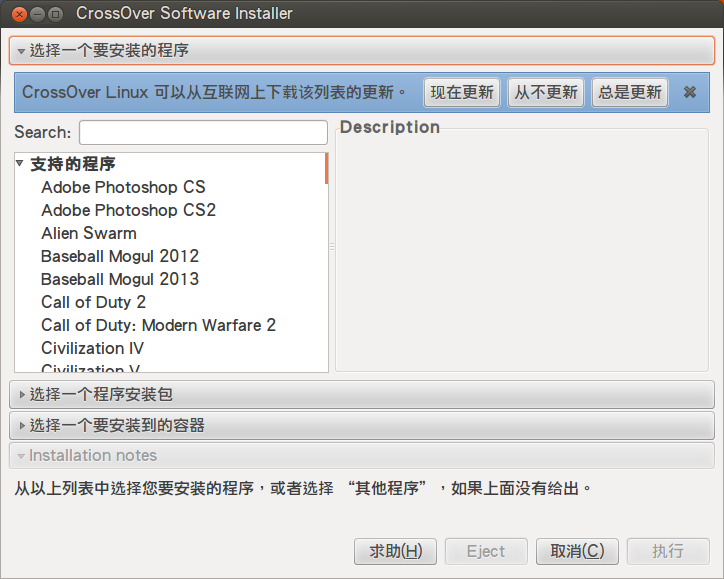 CrossOver Software Installer
选择一个要安装的程序
CrossOver Linux 可以从互联网上下载该列表的更新。 现在更新 从不更新 总是更新
Search:
Description
支持的程序
Adobe Photoshop CS
Adobe Photoshop CS2
Alien Swarm
Baseball Mogul 2012
Baseball Mogul 2013
Call of Duty 2
Call of Duty: Modern Warfare 2
Civilization IV
Civilization V
选择一个程序安装包
选择一个要安装到的容器
Installation notes
从以上列表中选择您要安装的程序，或者选择 “其他程序”，如果上面没有给出。
求助(H) Eject 取消(C) 执行